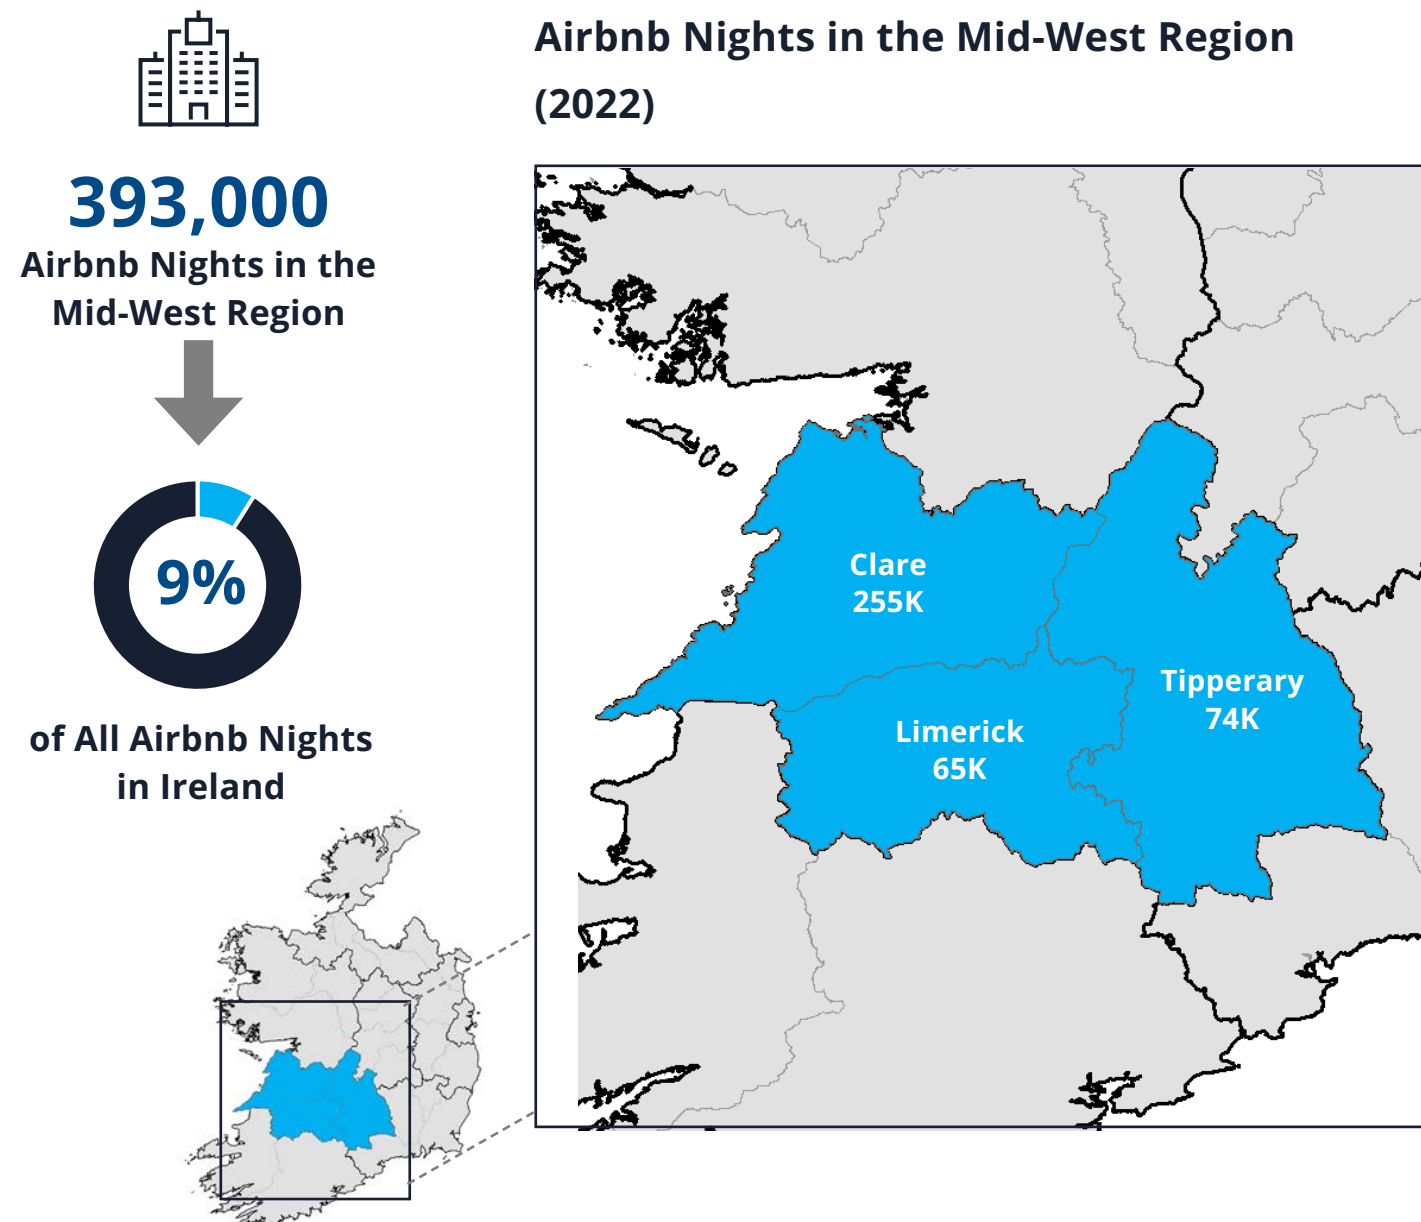 Airbnb Nights in the Mid-West Region
(2022)
393,000
Airbnb Nights in the
Mid-West Region
9%
of All Airbnb Nights
in Ireland
Clare
255K
Tipperary
74K
Limerick
65K